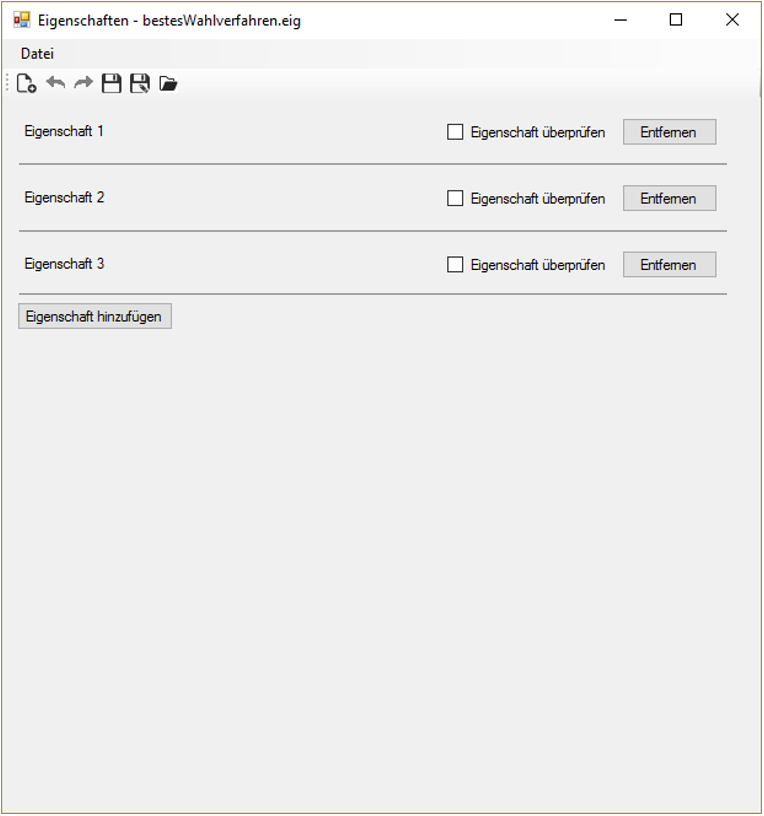 Eigenschaften - bestesWahlverfahren.eig
Datei
Eigenschaft 1 Eigenschaft überprüfen Entfernen
Eigenschaft 2 Eigenschaft überprüfen Entfernen
Eigenschaft 3 Eigenschaft überprüfen Entfernen
Eigenschaft hinzufügen